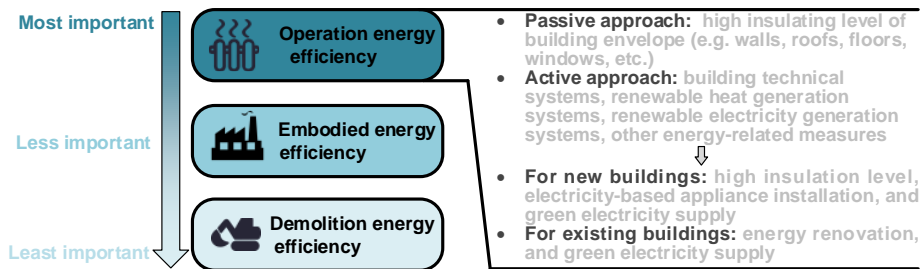 Most important
Less important
Least important
Operation energy
efficiency
Embodied energy
efficiency
Demolition energy
efficiency
• Passive approach: high insulating level of
building envelope (e.g. walls, roofs, floors,
windows, etc.)
• Active approach: building technical
systems, renewable heat generation
systems, renewable electricity generation
systems, other energy-related measures
• For new buildings: high insulation level,
electricity-based appliance installation, and
green electricity supply
• For existing buildings: energy renovation,
and green electricity supply